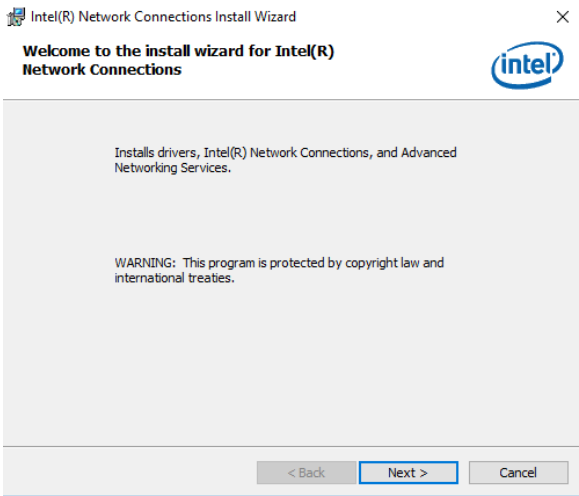 Intel(R) Network Connections Install Wizard
Welcome to the install wizard for Intel(R)
Network Connections
intel
Installs drivers, Intel(R) Network Connections, and Advanced
Networking Services.
WARNING:  This program is protected by copyright law and
international treaties.
< Back
Next >
Cancel